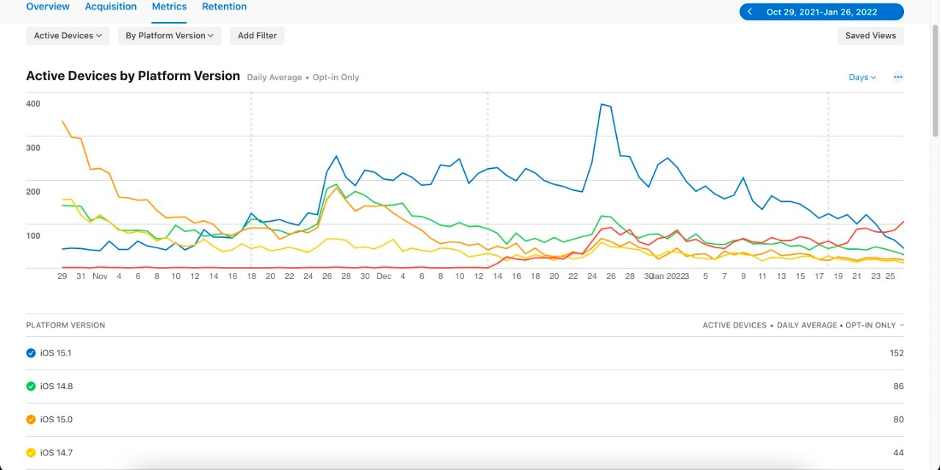 Overview Acquisition Metrics Retention
Oct 29, 2021-Jan 26, 2022
Active Devices By Platform Version Add Filter Saved Views
Active Devices by Platform Version Daily Average • Opt-in Only Days
400
300
200
100
29 31 Nov 4 6 8 10 12 14 16 18 20 22 24 26 28 30 Dec 4 6 8 10 12 14 16 18 20 22 24 26 28 30 Jan 2022 3 5 7 9 11 13 15 17 19 21 23 25
PLATFORM VERSION ACTIVE DEVICES • DAILY AVERAGE • OPT-IN ONLY
iOS 15.1 152
iOS 14.8 86
iOS 15.0 80
iOS 14.7 44